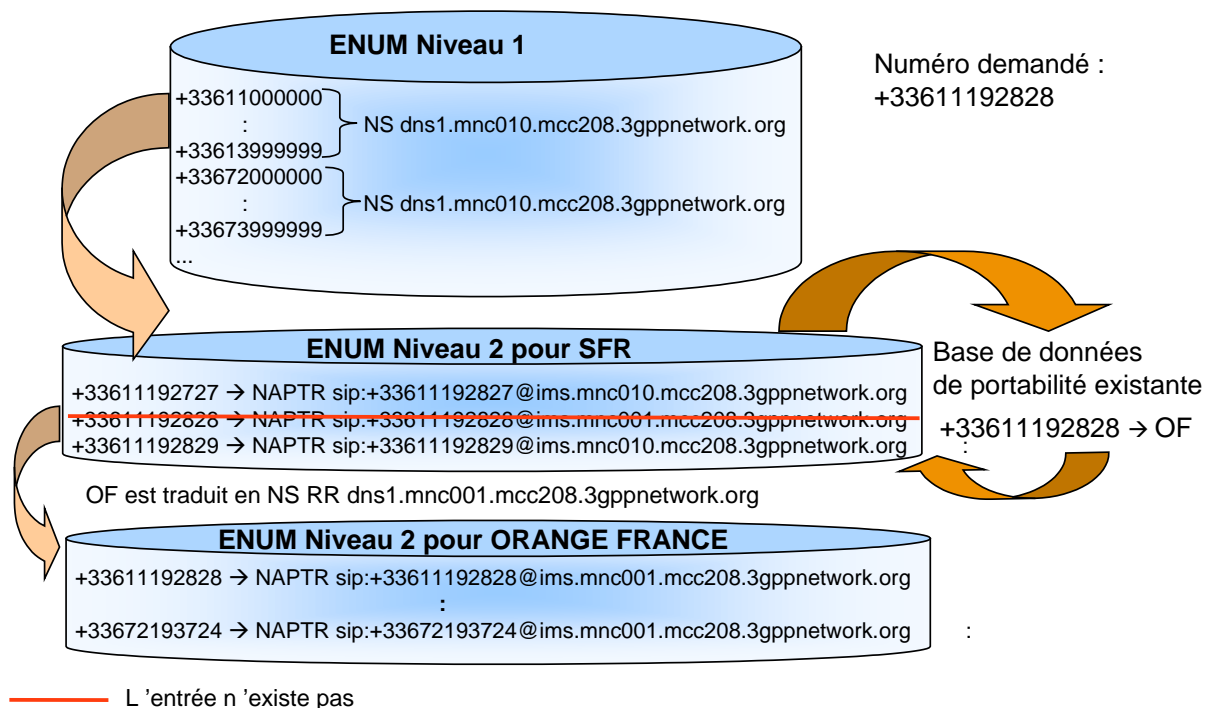 ENUM Niveau 1
Numéro demandé :
+33611192828
+33611000000
:
+33613999999
NS dns1.mnc010.mcc208.3gppnetwork.org
+33672000000
:
+33673999999
NS dns1.mnc010.mcc208.3gppnetwork.org
...
ENUM Niveau 2 pour SFR
+33611192727 → NAPTR sip:+33611192827@ims.mnc010.mcc208.3gppnetwork.org
+33611192828 → NAPTR sip:+33611192828@ims.mnc001.mcc208.3gppnetwork.org
+33611192829 → NAPTR sip:+33611192829@ims.mnc010.mcc208.3gppnetwork.org
Base de données
de portabilité existante
+33611192828 → OF
:
OF est traduit en NS RR dns1.mnc001.mcc208.3gppnetwork.org
ENUM Niveau 2 pour ORANGE FRANCE
+33611192828 → NAPTR sip:+33611192828@ims.mnc001.mcc208.3gppnetwork.org
:
+33672193724 → NAPTR sip:+33672193724@ims.mnc001.mcc208.3gppnetwork.org
:
L ’entrée n ’existe pas